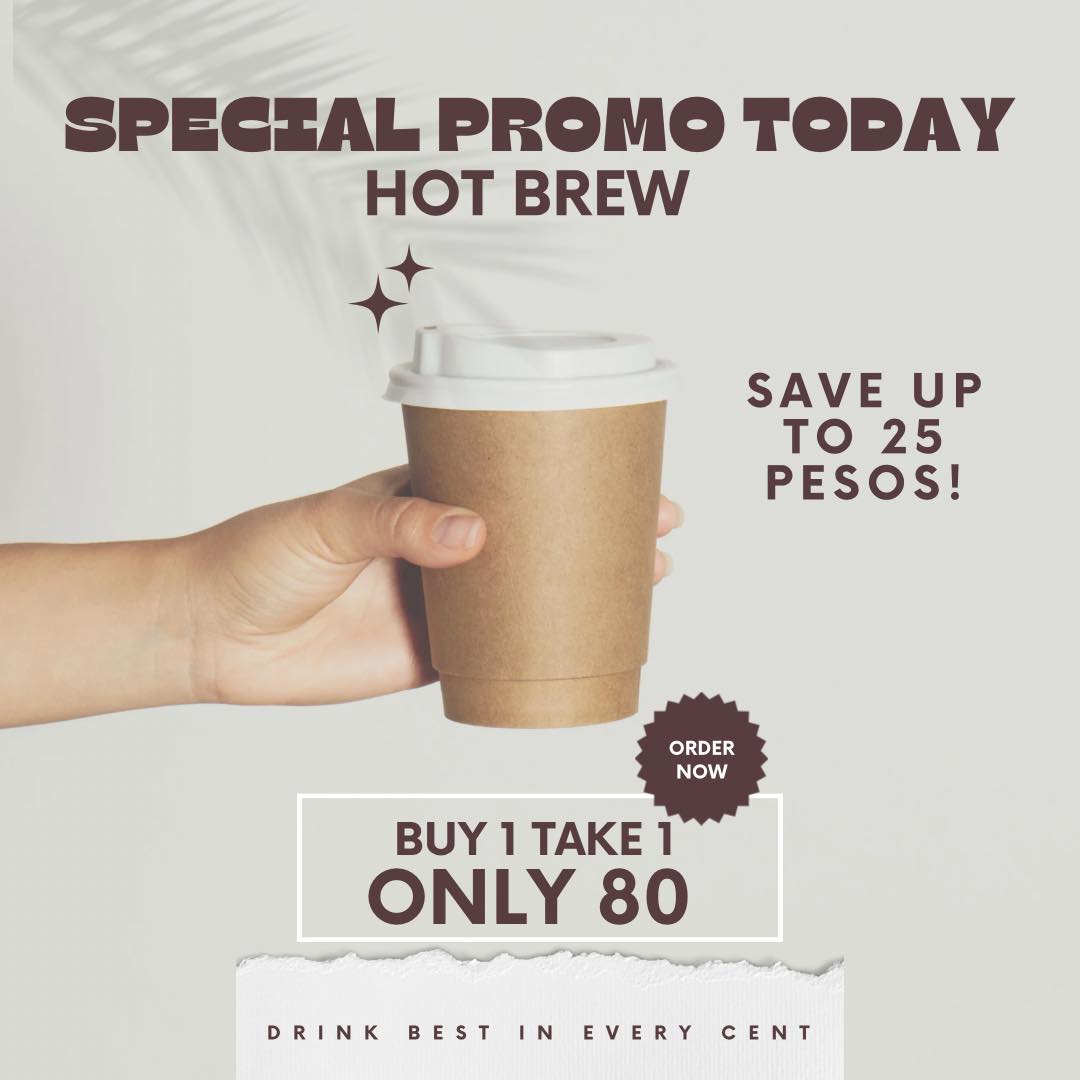 SPECIAL PROMO TODAY
HOT BREW
SAVE UP
TO 25
PESOS!
ORDER
NOW
BUY 1 TAKE 1
ONLY 80
DRINK BEST IN EVERY CENT